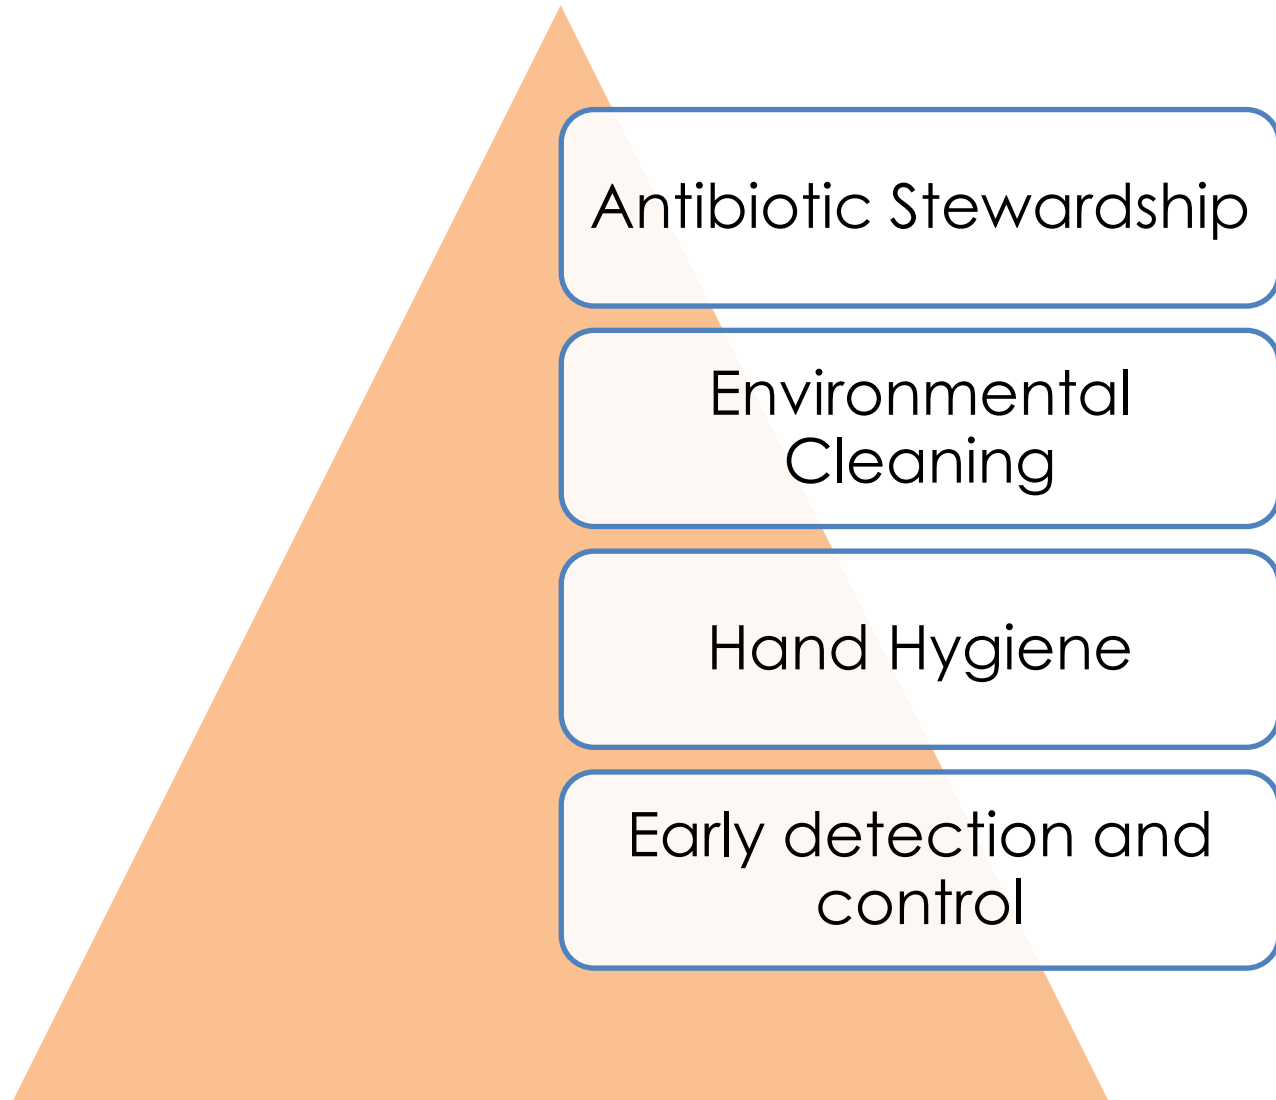 Antibiotic Stewardship
Environmental
Cleaning
Hand Hygiene
Early detection and
control